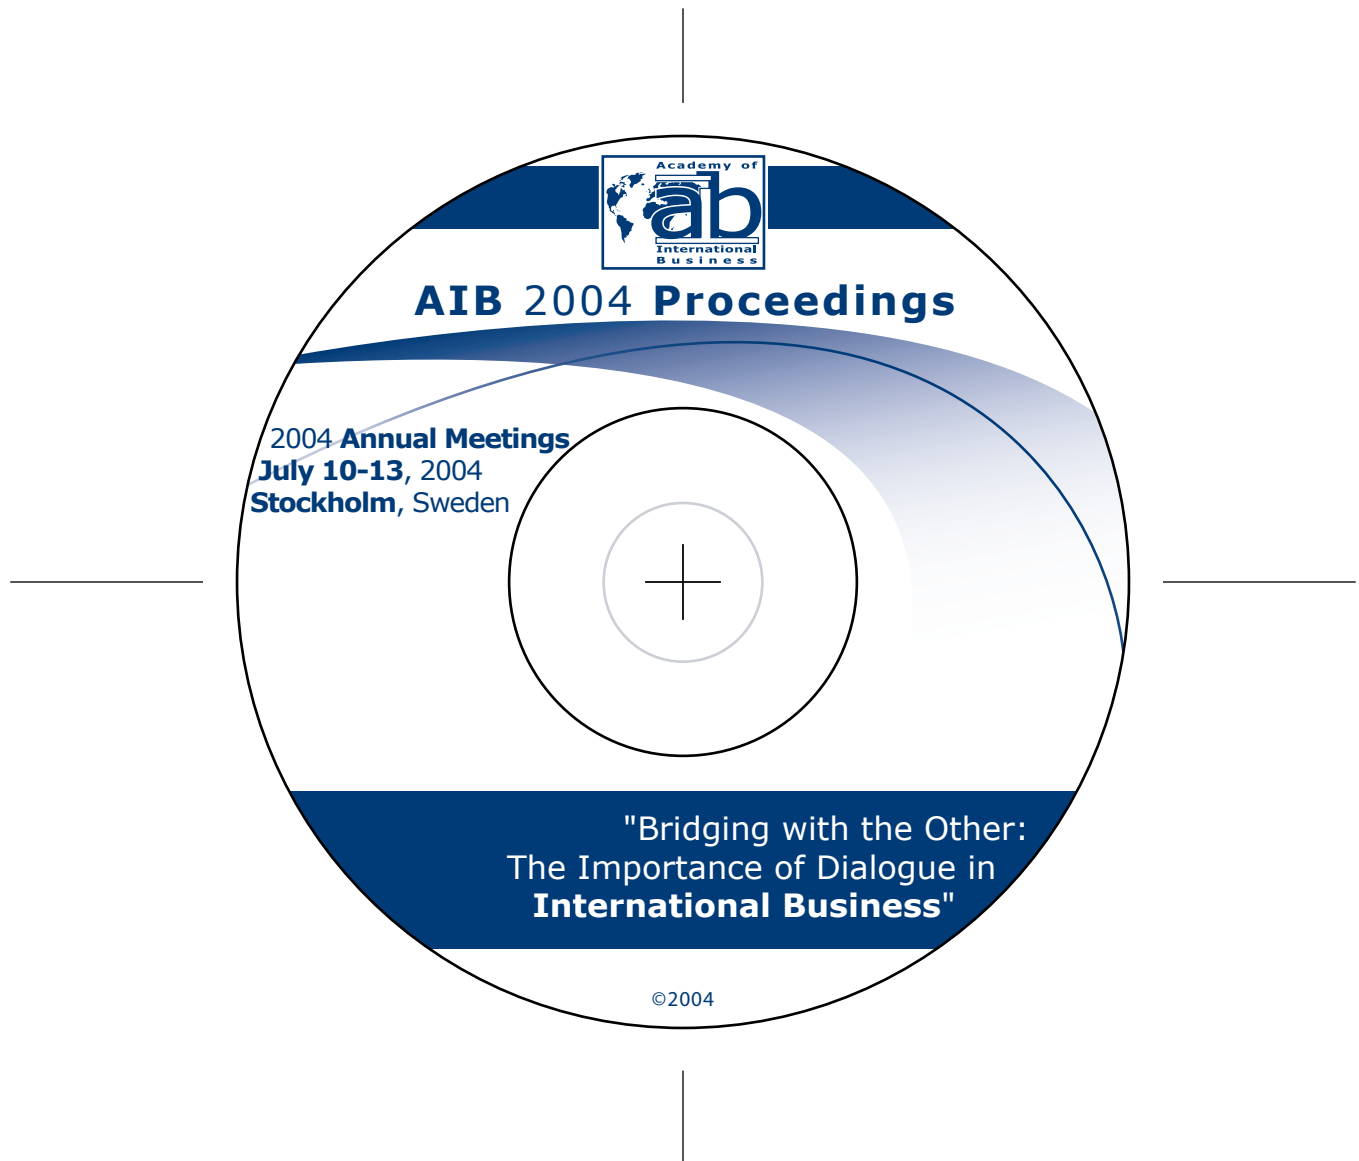 Academy of
aib
International
Business
AIB 2004 Proceedings
2004 Annual Meetings
July 10-13, 2004
Stockholm, Sweden
"Bridging with the Other:
The Importance of Dialogue in
International Business"
©2004